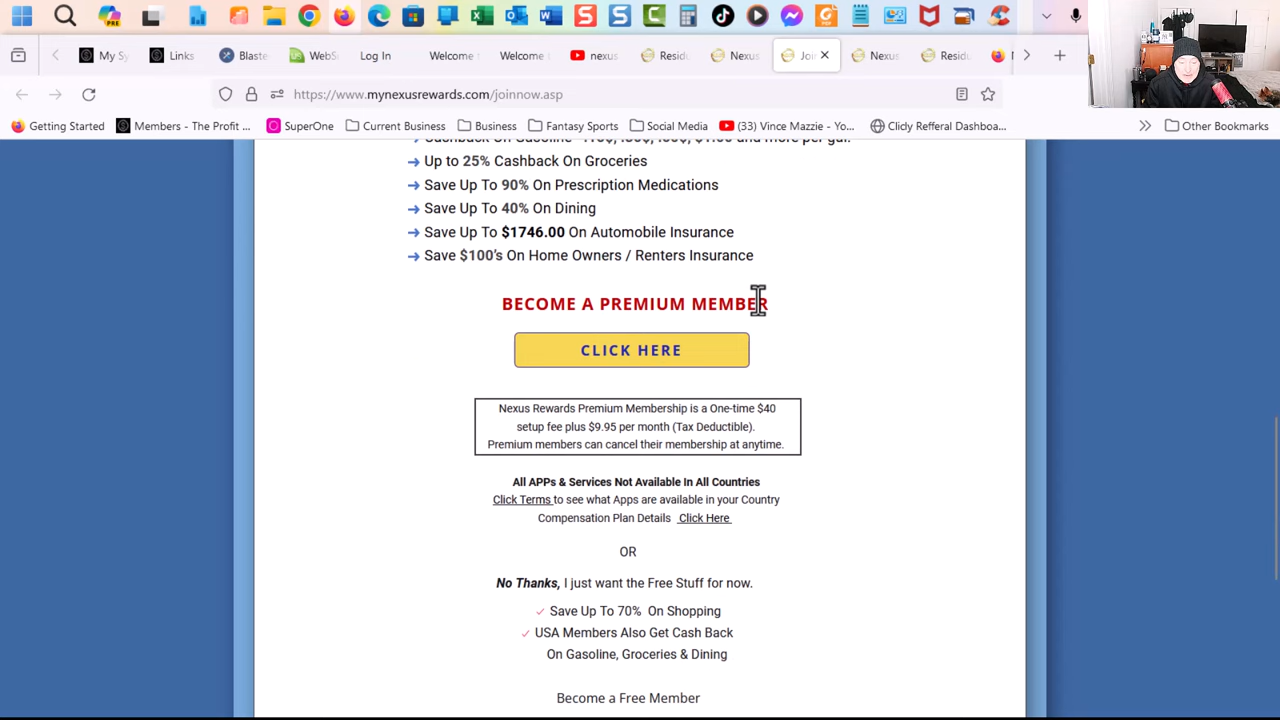 My Sy
Links
Blaste
WebS
Log In
Welcome
Welcome
nexus
Resid
Nexus
Join
Nexus
Resid
https://www.mynexusrewards.com/joinnow.asp
Getting Started
Members - The Profit ...
SuperOne
Current Business
Business
Fantasy Sports
Social Media
(33) Vince Mazzie - Yo...
Clicly Refferal Dashboa...
Other Bookmarks
Up to 25% Cashback On Groceries
Save Up To 90% On Prescription Medications
Save Up To 40% On Dining
Save Up To $1746.00 On Automobile Insurance
Save $100's On Home Owners / Renters Insurance
BECOME A PREMIUM MEMBER
CLICK HERE
Nexus Rewards Premium Membership is a One-time $40
setup fee plus $9.95 per month (Tax Deductible).
Premium members can cancel their membership at anytime.
All APPs & Services Not Available In All Countries
Click Terms to see what Apps are available in your Country
Compensation Plan Details Click Here
OR
No Thanks, I just want the Free Stuff for now.
Save Up To 70% On Shopping
USA Members Also Get Cash Back
On Gasoline, Groceries & Dining
Become a Free Member